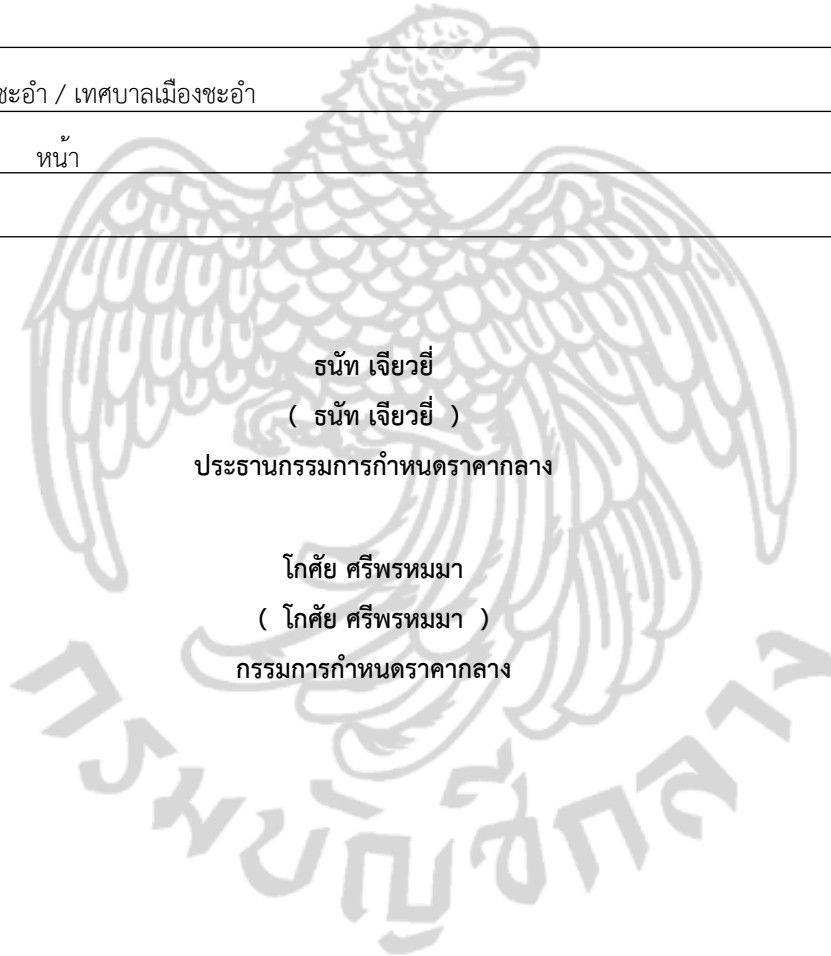 ชะอำ / เทศบาลเมืองชะอำ
หน้า
ธนัท เจียวยี่
( ธนัท เจียวยี่ )
ประธานกรรมการกำหนดราคากลาง
โกศัย ศรีพรหมมา
( โกศัย ศรีพรหมมา )
กรรมการกำหนดราคากลาง
กรมบัญชีกลาง